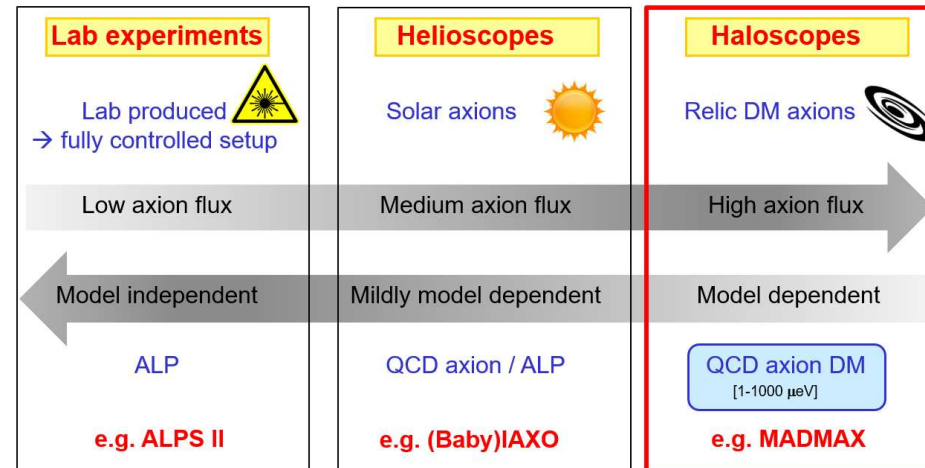 Lab experiments
Helioscopes
Haloscopes
Lab produced
→ fully controlled setup
Solar axions
Relic DM axions
Low axion flux
Medium axion flux
High axion flux
Model independent
Mildly model dependent
Model dependent
ALP
QCD axion / ALP
QCD axion DM
[1-1000 µeV]
e.g. ALPS II
e.g. (Baby)IAXO
e.g. MADMAX